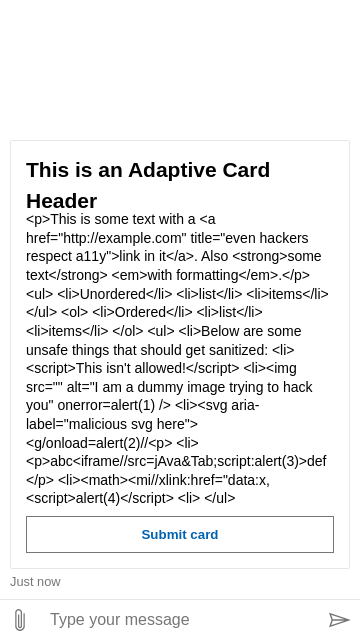 This is an Adaptive Card
Header
<p>This is some text with a <a
href="http://example.com" title="even hackers
respect a11y">link in it</a>. Also <strong>some
text</strong> <em>with formatting</em>.</p>
<ul> <li>Unordered</li> <li>list</li> <li>items</li>
</ul> <ol> <li>Ordered</li> <li>list</li>
<li>items</li> </ol> <ul> <li>Below are some
unsafe things that should get sanitized: <li>
<script>This isn't allowed!</script> <li><img
src="" alt="I am a dummy image trying to hack
you" onerror=alert(1) /> <li><svg aria-
label="malicious svg here">
<g/onload=alert(2)//<p> <li>
<p>abc<iframe//src=jAva&Tab;script:alert(3)>def
</p> <li><math><mi//xlink:href="data:x,
<script>alert(4)</script> <li> </ul>
Submit card
Just now
Type your message